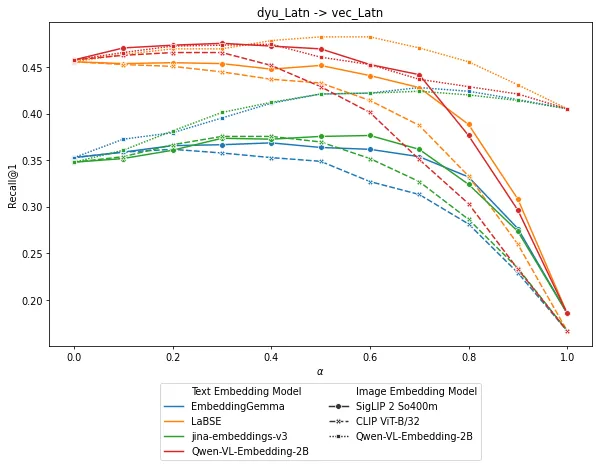 dyu_Latn -> vec_Latn
Recall@1
0.45
0.40
0.35
0.30
0.25
0.20
0.0 0.2 0.4 0.6 0.8 1.0
α
Text Embedding Model
EmbeddingGemma
LaBSE
jina-embeddings-v3
Qwen-VL-Embedding-2B
Image Embedding Model
SigLIP 2 So400m
CLIP ViT-B/32
Qwen-VL-Embedding-2B